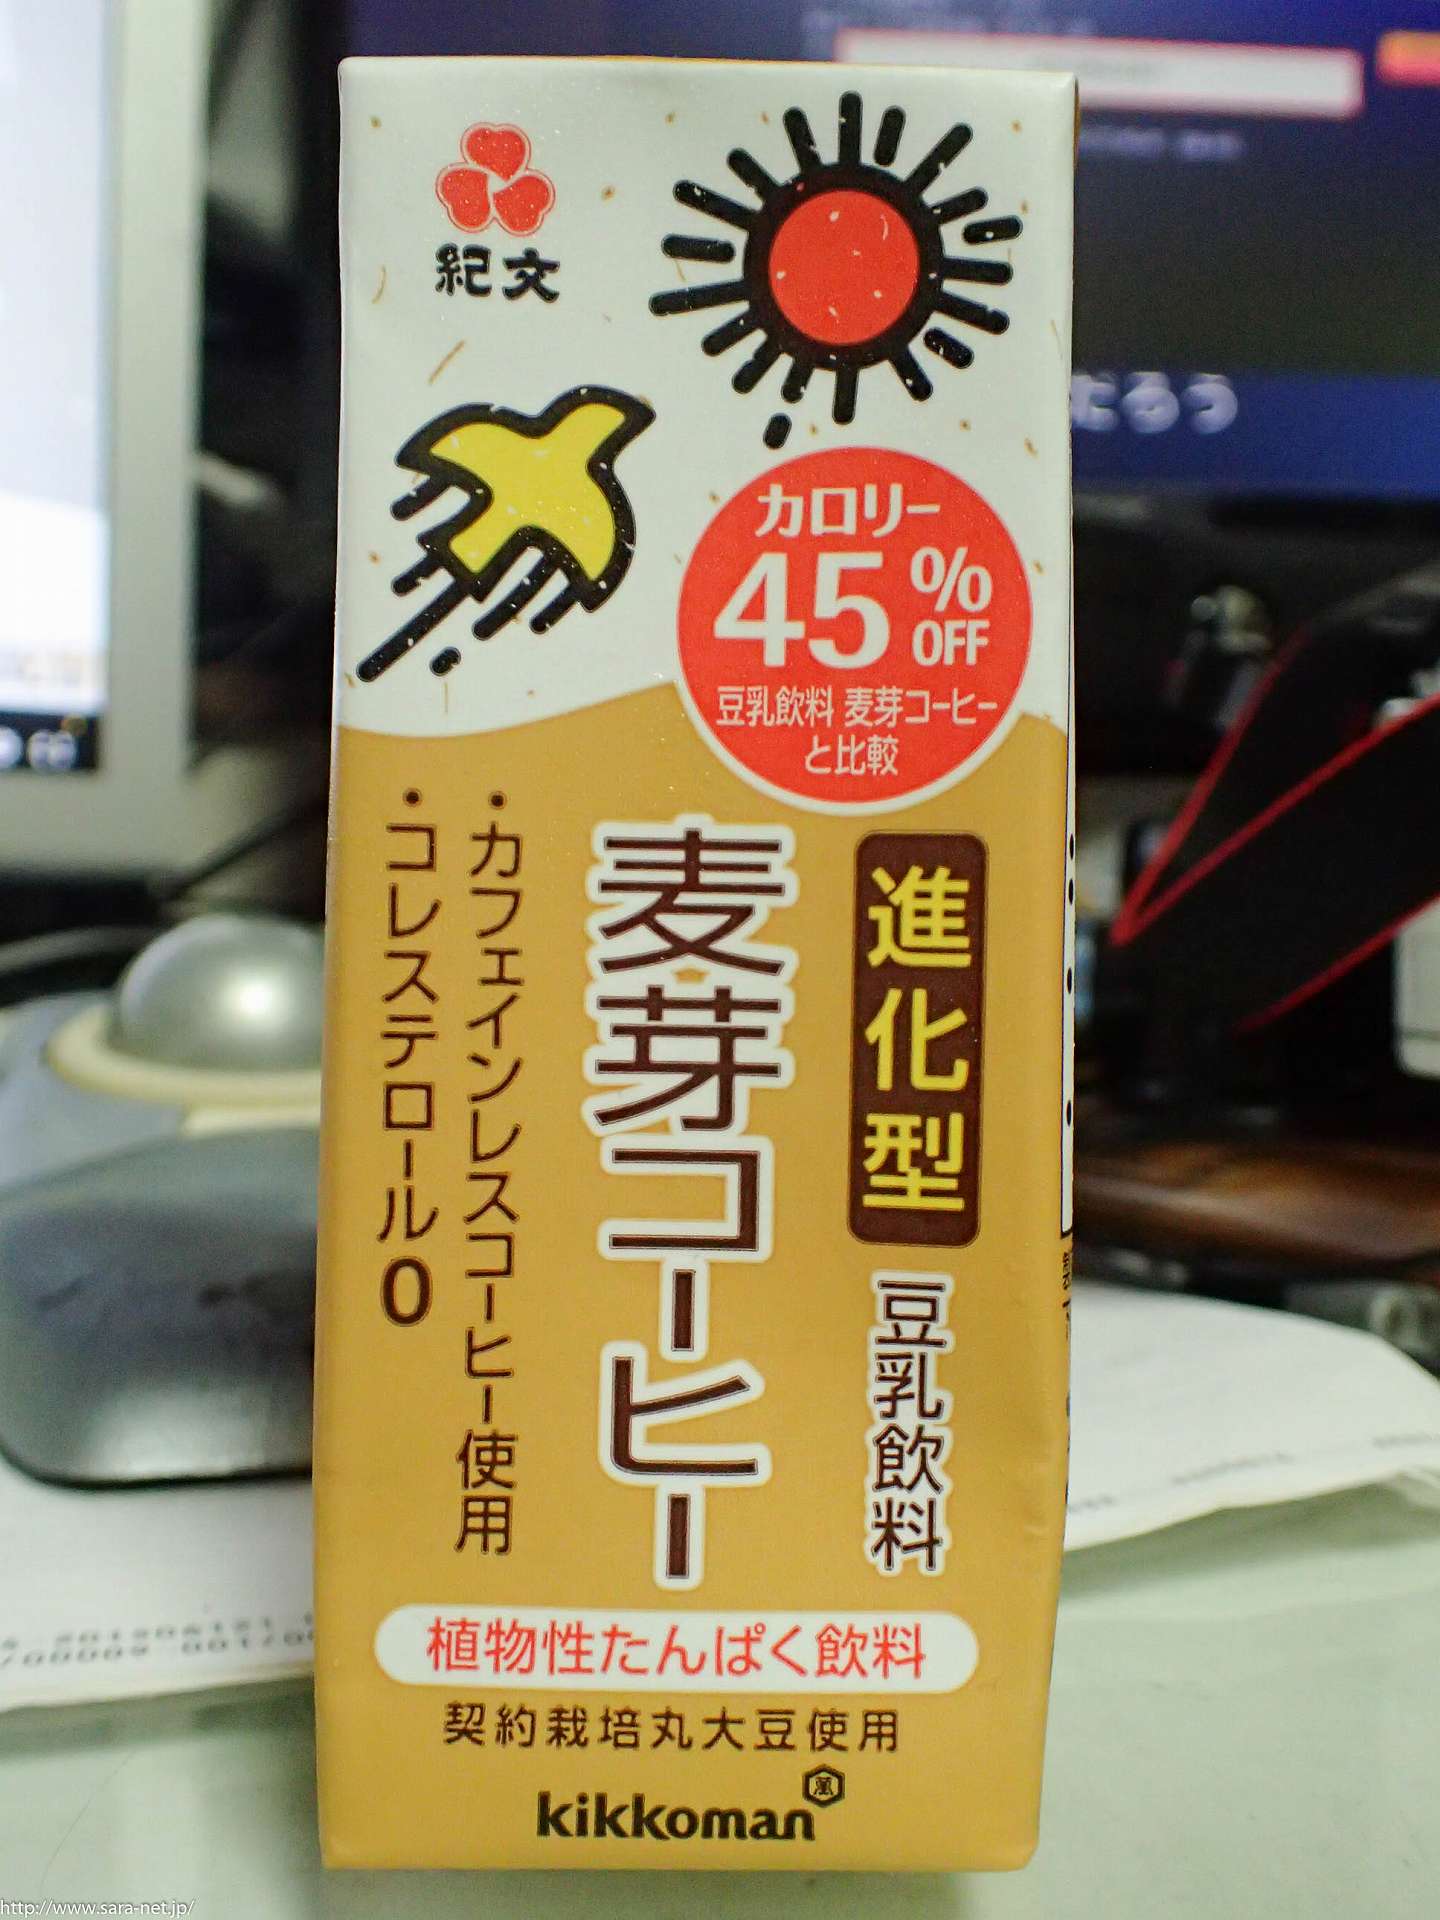 紀文
カロリー
45%
OFF
豆乳飲料 麦芽コーヒー
と比較
進化型
豆乳飲料
麦芽コーヒー
・カフェインレスコーヒー使用
・コレステロール0
植物性たんぱく飲料
契約栽培丸大豆使用
萬
kikkoman
だろう
http://www.sara-net.jp/